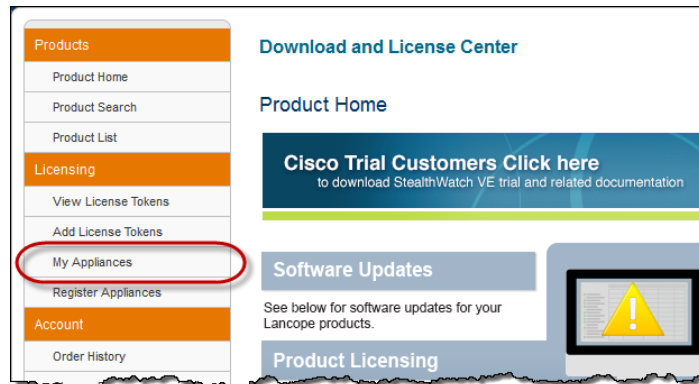 Products
Product Home
Product Search
Product List
Licensing
View License Tokens
Add License Tokens
My Appliances
Register Appliances
Account
Order History
Download and License Center
Product Home
Cisco Trial Customers Click here
to download StealthWatch VE trial and related documentation
Software Updates
See below for software updates for your
Lancope products.
Product Licensing